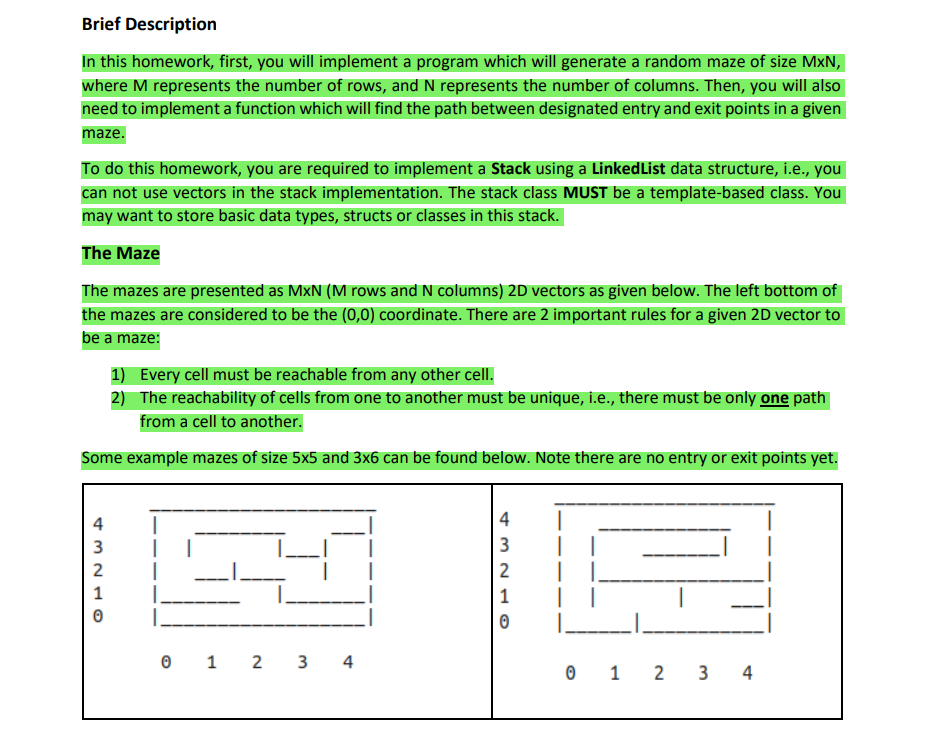 Brief Description
In this homework, first, you will implement a program which will generate a random maze of size MxN,
where M represents the number of rows, and N represents the number of columns. Then, you will also
need to implement a function which will find the path between designated entry and exit points in a given
maze.
To do this homework, you are required to implement a Stack using a LinkedList data structure, i.e., you
can not use vectors in the stack implementation. The stack class MUST be a template-based class. You
may want to store basic data types, structs or classes in this stack.
The Maze
The mazes are presented as MxN (M rows and N columns) 2D vectors as given below. The left bottom of
the mazes are considered to be the (0,0) coordinate. There are 2 important rules for a given 2D vector to
be a maze:
1) Every cell must be reachable from any other cell.
2) The reachability of cells from one to another must be unique, i.e., there must be only one path
from a cell to another.
Some example mazes of size 5x5 and 3x6 can be found below. Note there are no entry or exit points yet.
4
3
2
1
0
0 1 2 3 4
4
3
2
1
0
0 1 2 3 4